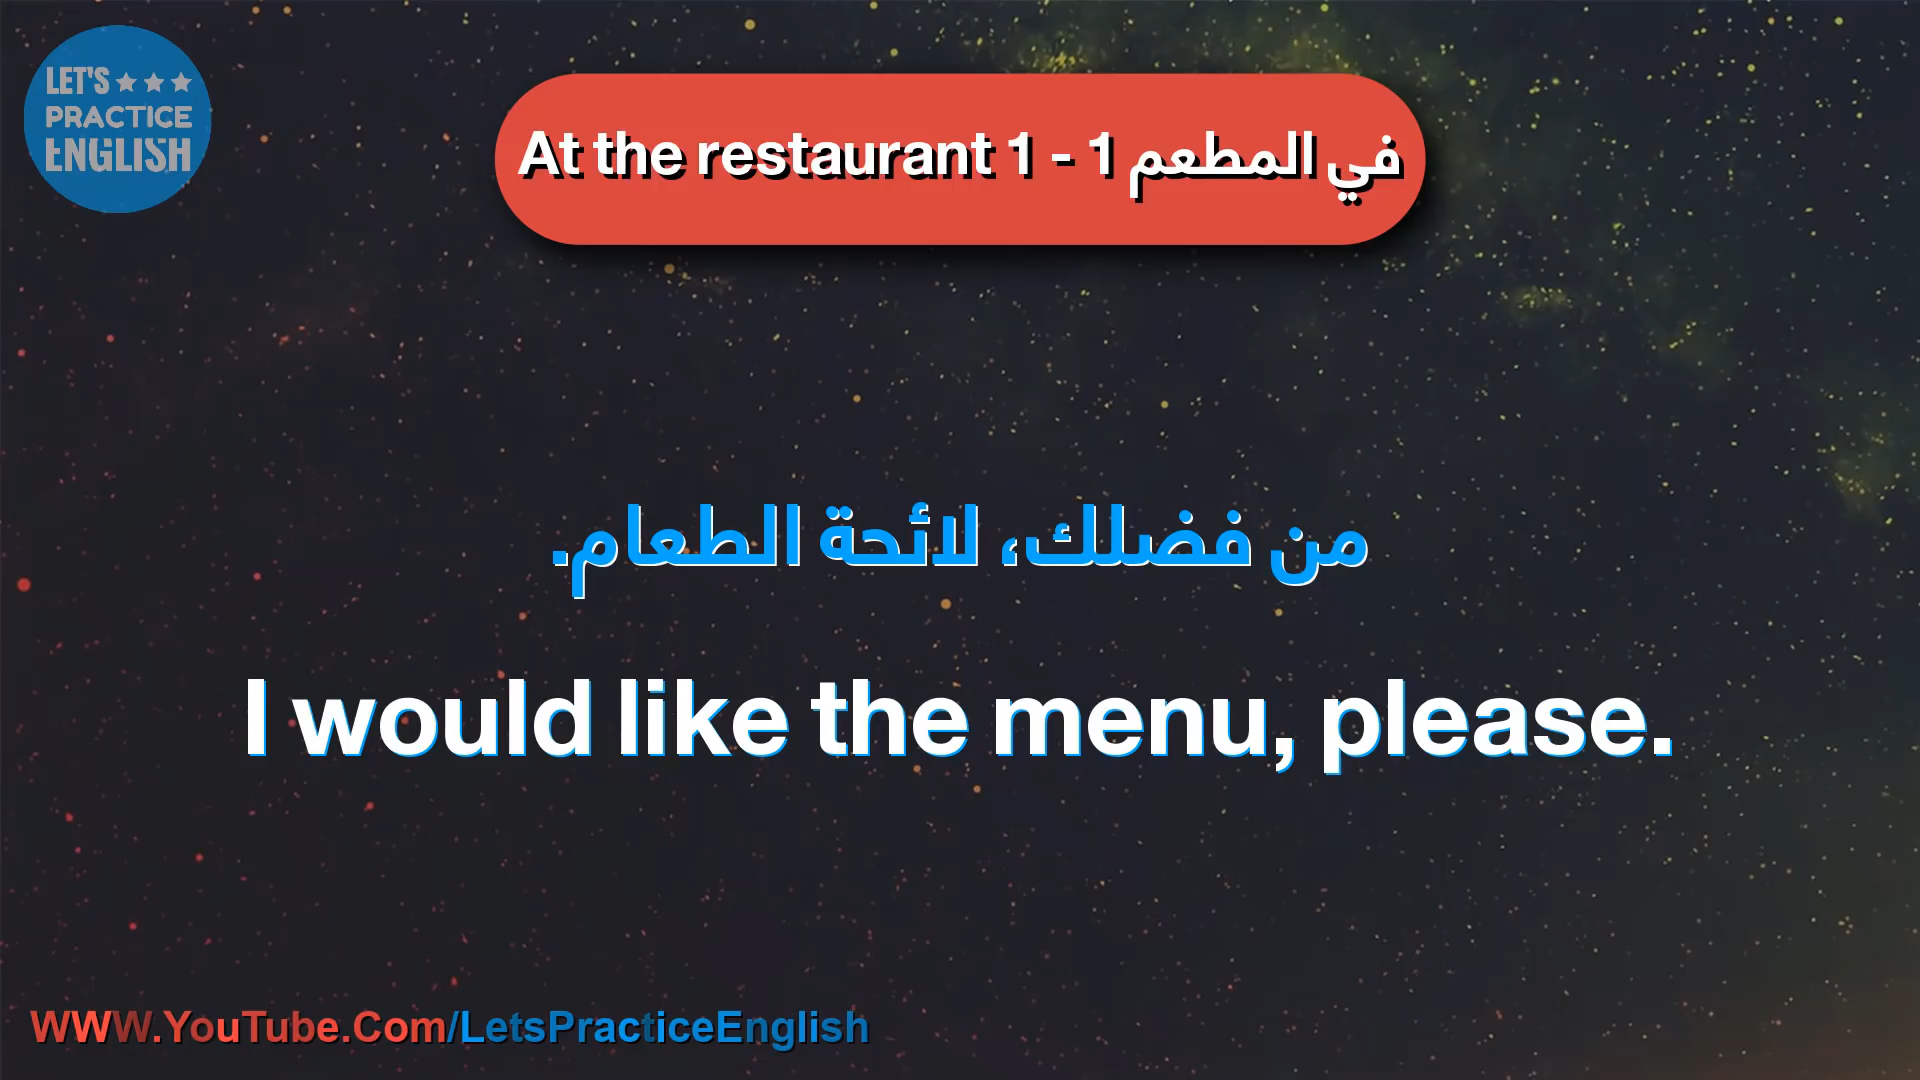 LET'S
PRACTICE
ENGLISH
At the restaurant 1 - 1 في المطعم
من فضلك، لائحة الطعام.
I would like the menu, please.
WWW.YouTube.Com/LetsPracticeEnglish